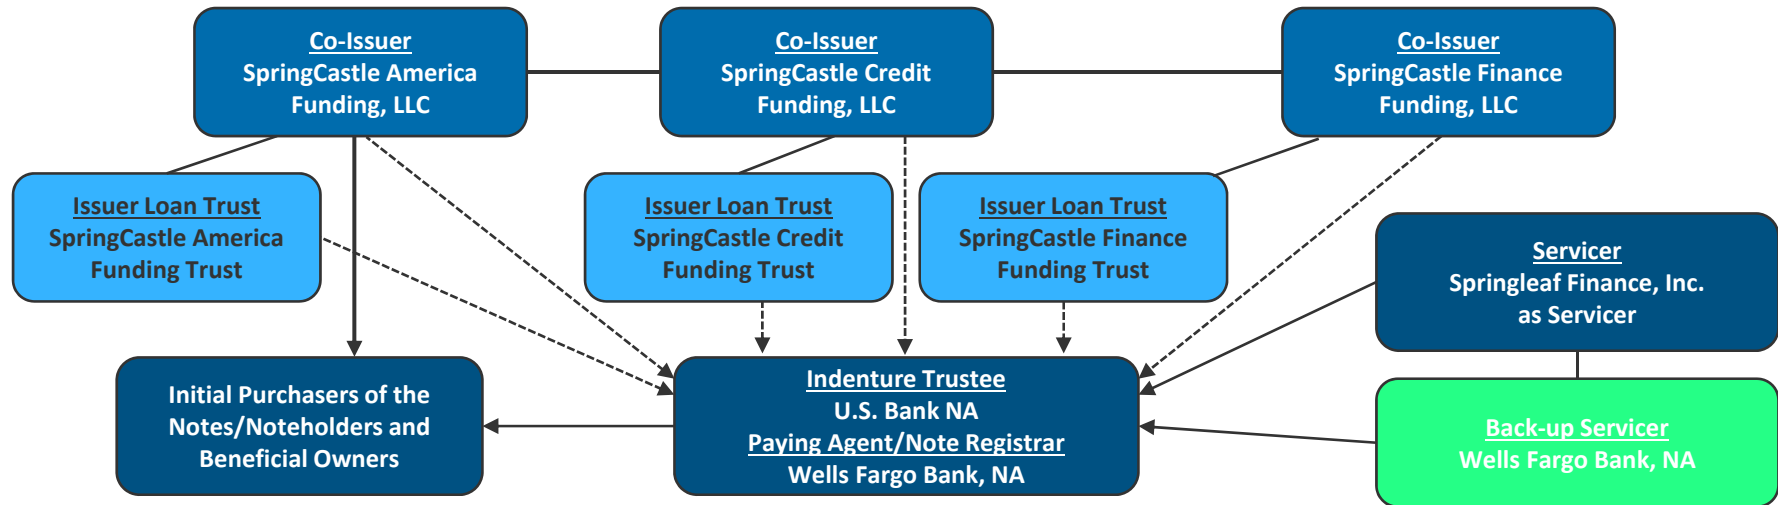 Co-Issuer
SpringCastle America
Funding, LLC
Co-Issuer
SpringCastle Credit
Funding, LLC
Co-Issuer
SpringCastle Finance
Funding, LLC
Issuer Loan Trust
SpringCastle America
Funding Trust
Issuer Loan Trust
SpringCastle Credit
Funding Trust
Issuer Loan Trust
SpringCastle Finance
Funding Trust
Servicer
Springleaf Finance, Inc.
as Servicer
Initial Purchasers of the
Notes/Noteholders and
Beneficial Owners
Indenture Trustee
U.S. Bank NA
Paying Agent/Note Registrar
Wells Fargo Bank, NA
Back-up Servicer
Wells Fargo Bank, NA